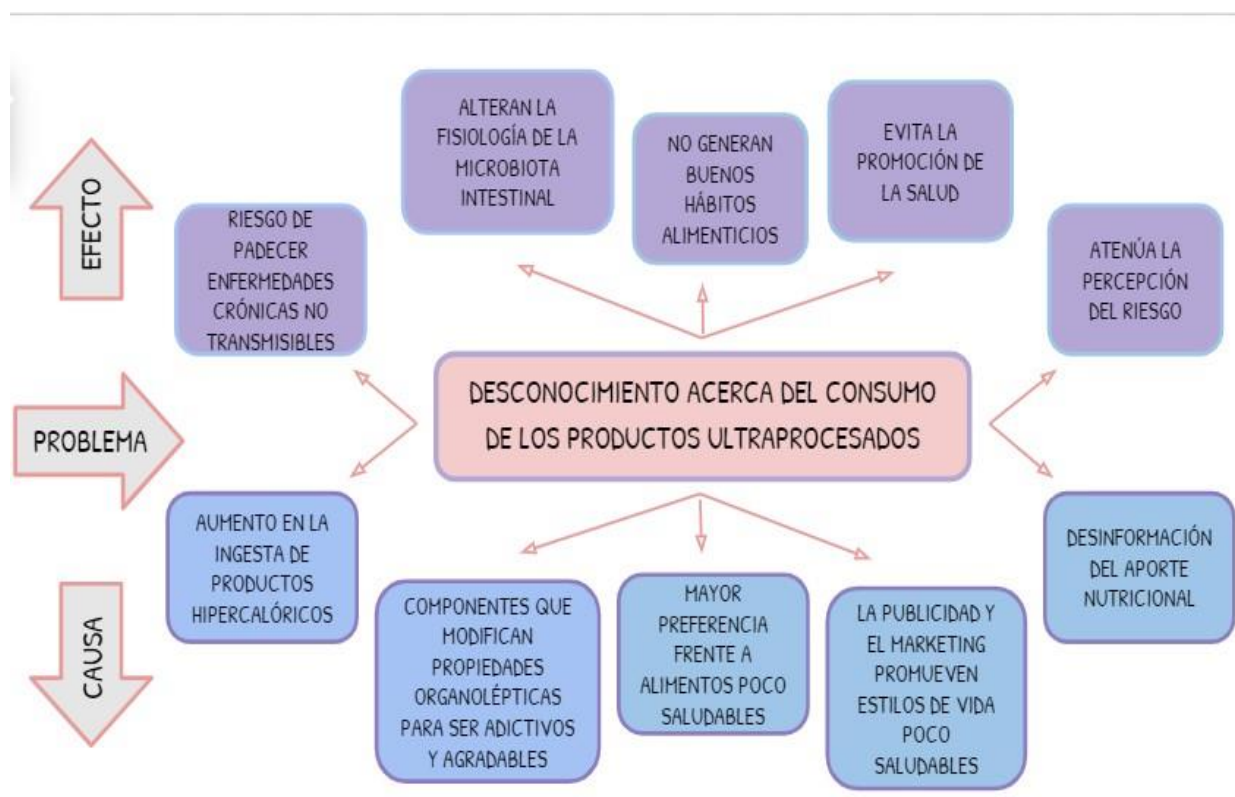 EFECTO
RIESGO DE
PADECER
ENFERMEDADES
CRÓNICAS NO
TRANSMISIBLES
ALTERAN LA
FISIOLOGÍA DE LA
MICROBIOTA
INTESTINAL
NO GENERAN
BUENOS
HÁBITOS
ALIMENTICIOS
EVITA LA
PROMOCIÓN DE
LA SALUD
ATENÚA LA
PERCEPCIÓN
DEL RIESGO
PROBLEMA
DESCONOCIMIENTO ACERCA DEL CONSUMO
DE LOS PRODUCTOS ULTRAPROCESADOS
CAUSA
AUMENTO EN LA
INGESTA DE
PRODUCTOS
HIPERCALÓRICOS
COMPONENTES QUE
MODIFICAN
PROPIEDADES
ORGANOLÉPTICAS
PARA SER ADICTIVOS
Y AGRADABLES
MAYOR
PREFERENCIA
FRENTE A
ALIMENTOS POCO
SALUDABLES
LA PUBLICIDAD Y
EL MARKETING
PROMUEVEN
ESTILOS DE VIDA
POCO
SALUDABLES
DESINFORMACIÓN
DEL APORTE
NUTRICIONAL